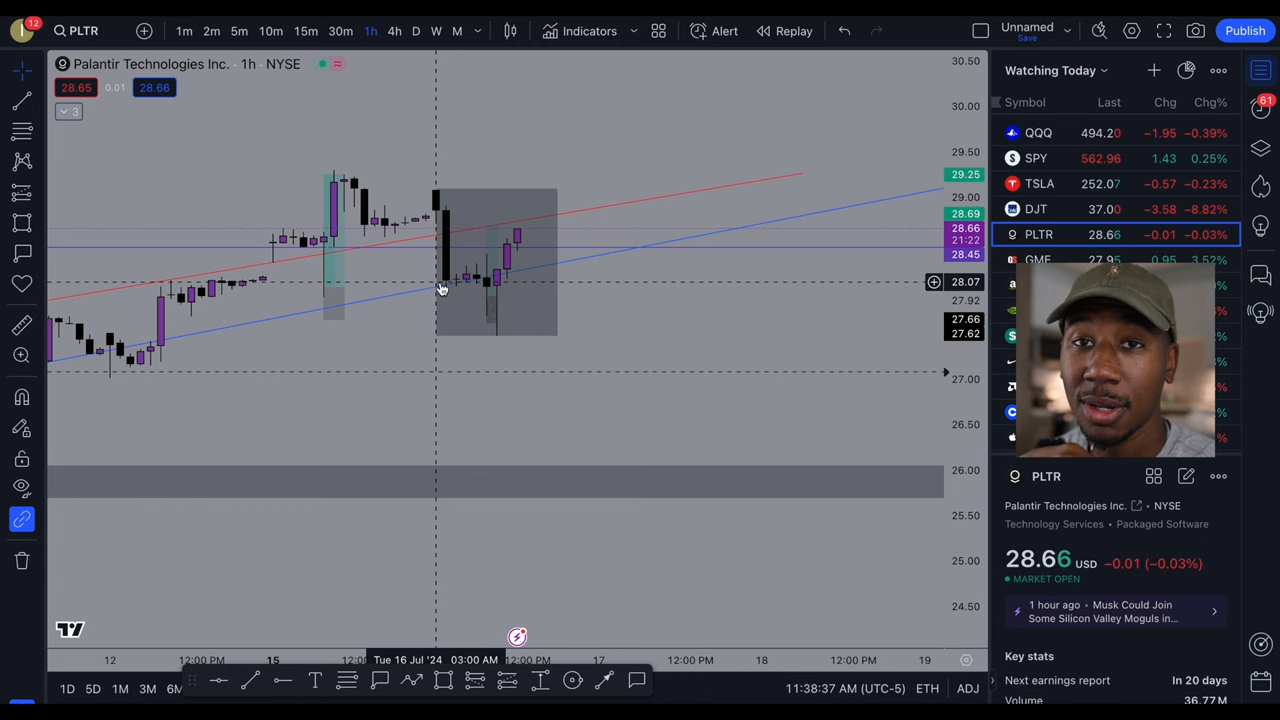 I 12 PLTR 1m 2m 5m 10m 15m 30m 1h 4h D W M Indicators Alert Replay Unnamed Save Publish
Palantir Technologies Inc. · 1h · NYSE
28.65 0.01 28.66
3
30.50
30.00
29.50
29.25
29.00
28.69
28.66
21:22
28.45
28.07
27.92
27.66
27.62
27.00
26.50
26.00
25.50
25.00
24.50
12 12:00 PM 15 12:00 Tue 16 Jul '24 03:00 AM 12:00 PM 17 12:00 PM 18 12:00 PM 19
1D 5D 1M 3M 6M 11:38:37 AM (UTC-5) ETH ADJ
Watching Today
Symbol Last Chg Chg%
QQQ 494.20 −1.95 −0.39%
SPY 562.96 1.43 0.25%
TSLA 252.07 −0.57 −0.23%
DJT 37.00 −3.58 −8.82%
PLTR 28.66 −0.01 −0.03%
GME 27.95 0.95 3.52%
61
PLTR
Palantir Technologies Inc. • NYSE
Technology Services • Packaged Software
28.66 USD −0.01 (−0.03%)
MARKET OPEN
1 hour ago • Musk Could Join
Some Silicon Valley Moguls in...
Key stats
Next earnings report In 20 days
Volume 36.77M